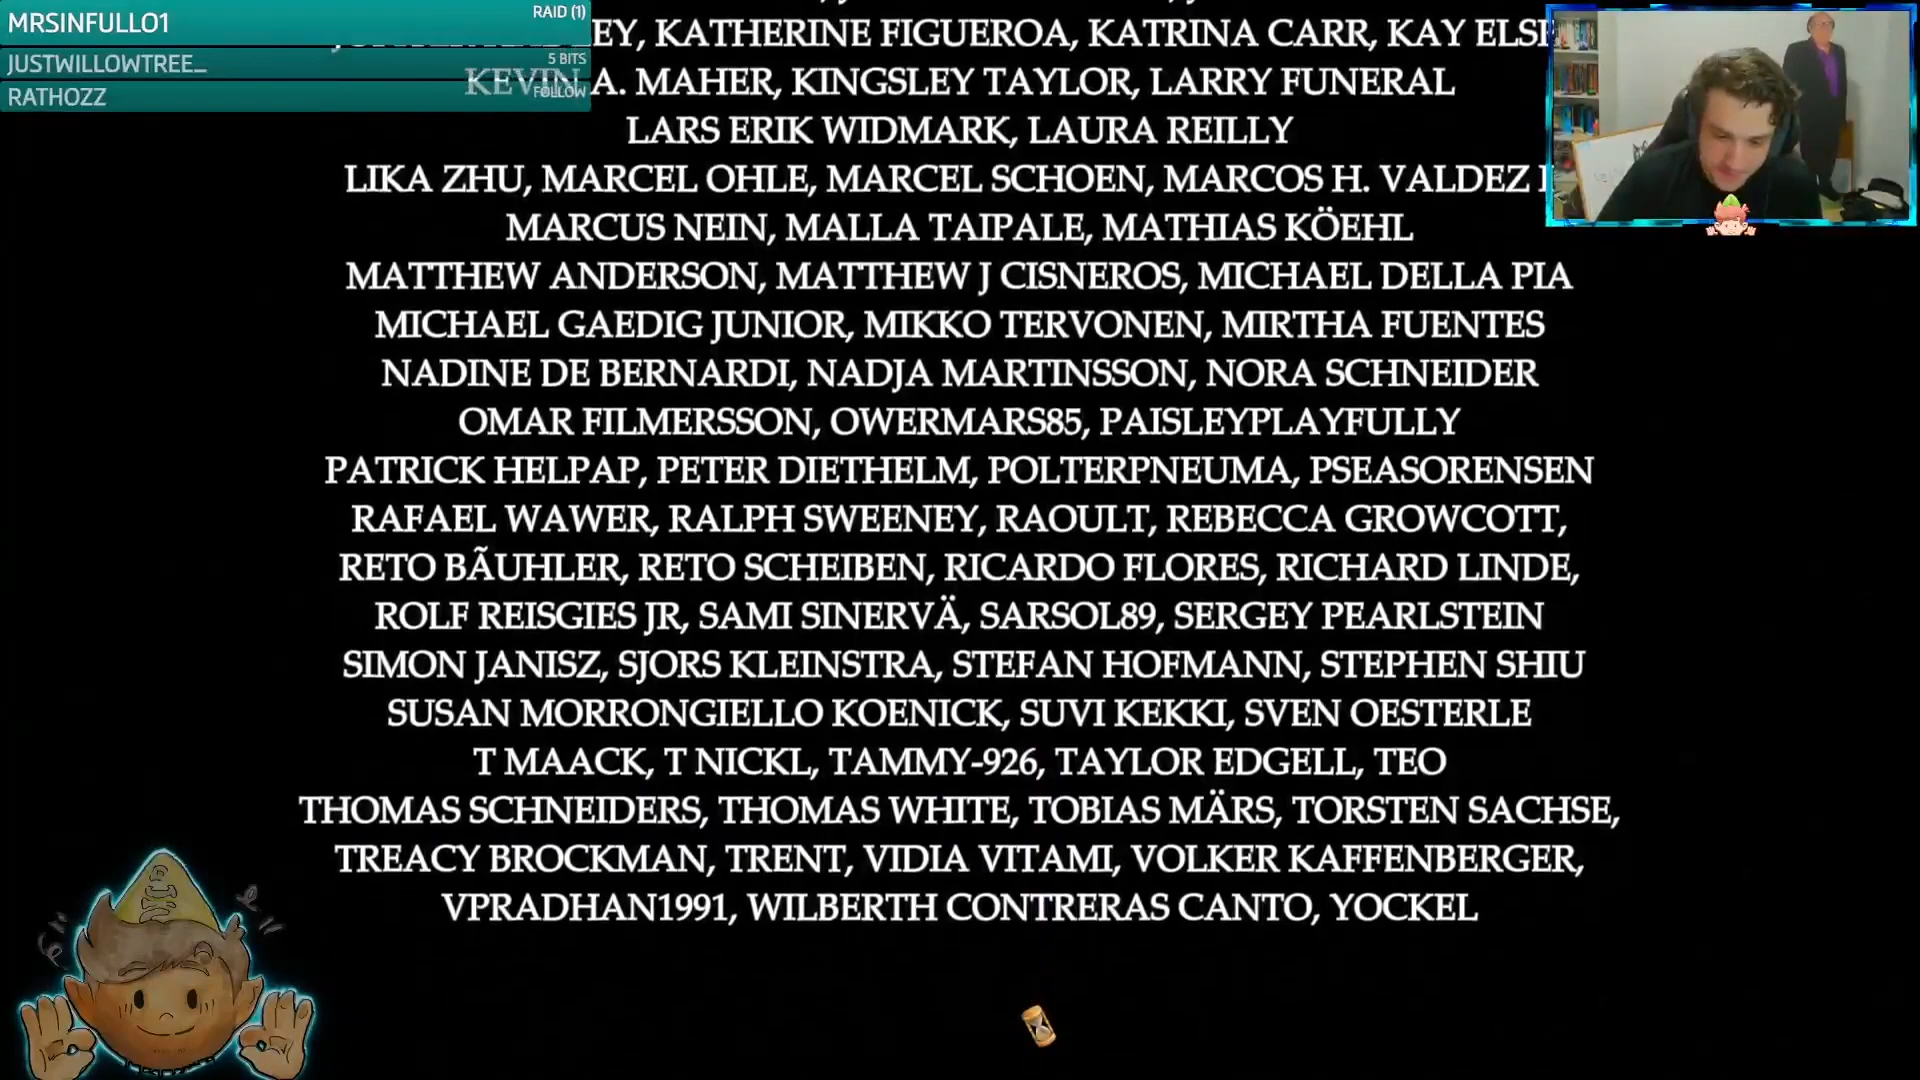 MRSINFULLO1
RAID (1)
JUSTWILLOWTREE_
5 BITS
RATHOZZ
FOLLOW
KATHERINE FIGUEROA, KATRINA CARR, KAY
KEVIN A. MAHER, KINGSLEY TAYLOR, LARRY FUNERAL
LARS ERIK WIDMARK, LAURA REILLY
LIKA ZHU, MARCEL OHLE, MARCEL SCHOEN, MARCOS H. VALDEZ
MARCUS NEIN, MALLA TAIPALE, MATHIAS KÖEHL
MATTHEW ANDERSON, MATTHEW J CISNEROS, MICHAEL DELLA PIA
MICHAEL GAEDIG JUNIOR, MIKKO TERVONEN, MIRTHA FUENTES
NADINE DE BERNARDI, NADJA MARTINSSON, NORA SCHNEIDER
OMAR FILMERSSON, OWERMARS85, PAISLEYPLAYFULLY
PATRICK HELPAP, PETER DIETHELM, POLTERPNEUMA, PSEASORENSEN
RAFAEL WAWER, RALPH SWEENEY, RAOULT, REBECCA GROWCOTT,
RETO BÃUHLER, RETO SCHEIBEN, RICARDO FLORES, RICHARD LINDE,
ROLF REISGIES JR, SAMI SINERVÄ, SARSOL89, SERGEY PEARLSTEIN
SIMON JANISZ, SJORS KLEINSTRA, STEFAN HOFMANN, STEPHEN SHIU
SUSAN MORRONGIELLO KOENICK, SUVI KEKKI, SVEN OESTERLE
T MAACK, T NICKL, TAMMY-926, TAYLOR EDGELL, TEO
THOMAS SCHNEIDERS, THOMAS WHITE, TOBIAS MÄRS, TORSTEN SACHSE,
TREACY BROCKMAN, TRENT, VIDIA VITAMI, VOLKER KAFFENBERGER,
VPRADHAN1991, WILBERTH CONTRERAS CANTO, YOCKEL